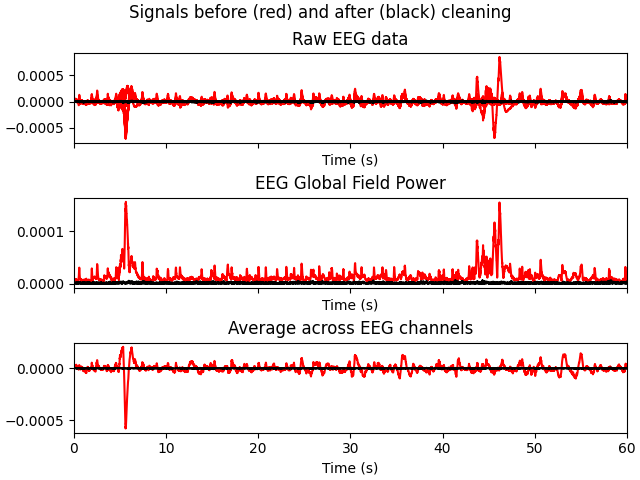 Signals before (red) and after (black) cleaning
Raw EEG data
0.0005
0.0000
−0.0005
Time (s)
EEG Global Field Power
0.0001
0.0000
Time (s)
Average across EEG channels
0.0000
−0.0005
0 10 20 30 40 50 60
Time (s)